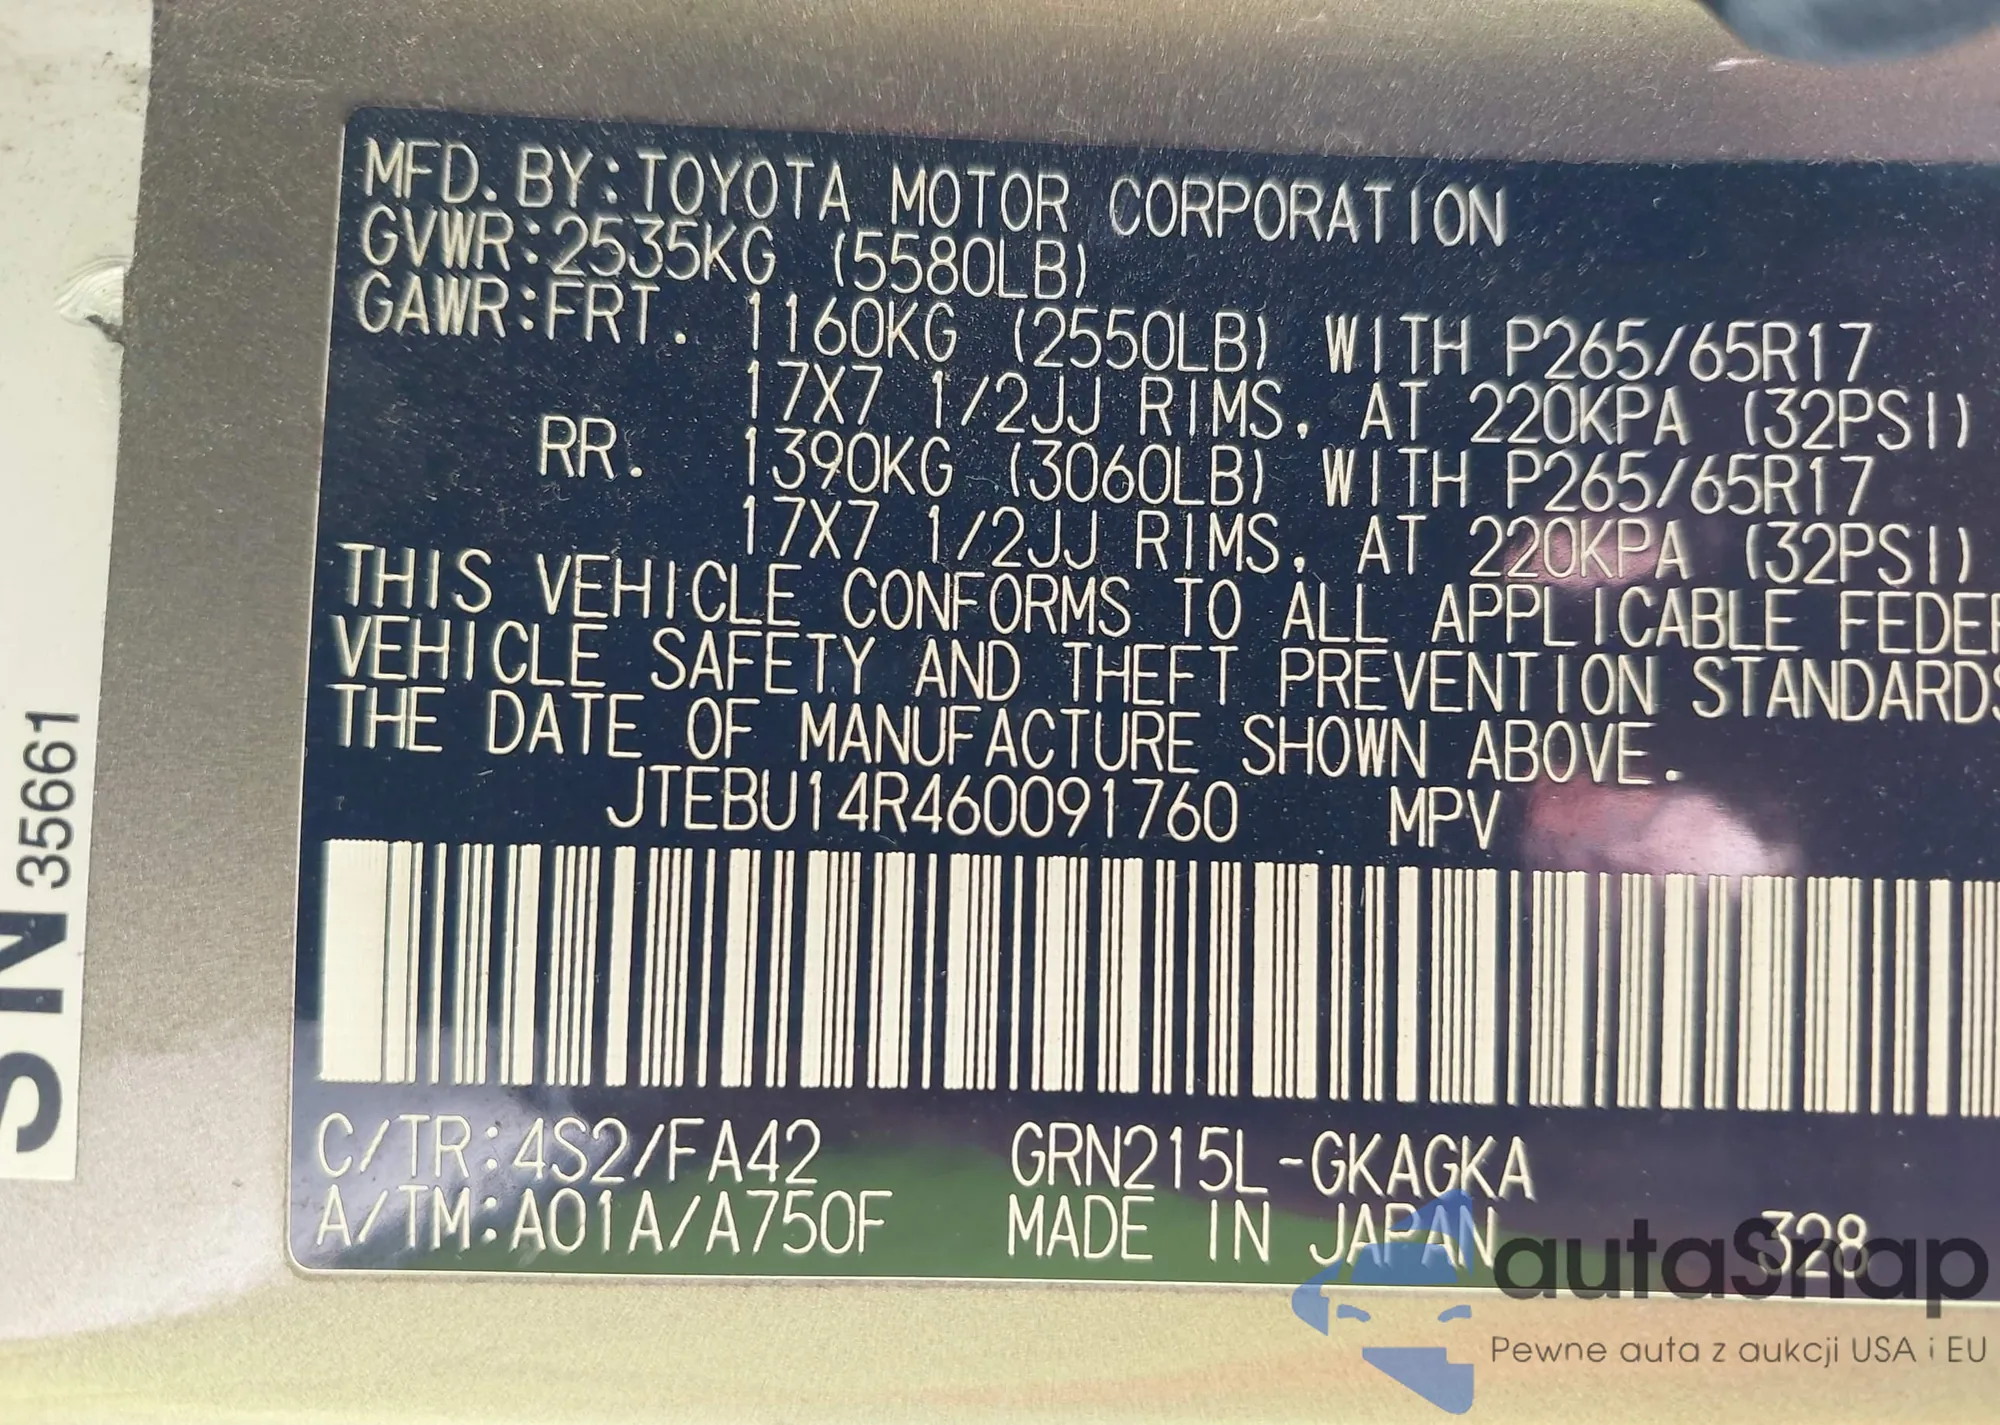 MFD. BY: TOYOTA MOTOR CORPORATION
GVWR: 2535KG (5580LB)
GAWR: FRT. 1160KG (2550LB) WITH P265/65R17
17X7 1/2JJ RIMS, AT 220KPA (32PSI)
RR. 1390KG (3060LB) WITH P265/65R17
17X7 1/2JJ RIMS, AT 220KPA (32PSI)
THIS VEHICLE CONFORMS TO ALL APPLICABLE FEDER
VEHICLE SAFETY AND THEFT PREVENTION STANDARDS
THE DATE OF MANUFACTURE SHOWN ABOVE.
JTEBU14R460091760 MPV
C/TR: 4S2/FA42 GRN215L-GKAGKA
A/TM: A01A/A750F MADE IN JAPAN 328
SN 35661
autaSnap
Pewne auta z aukcji USA i EU